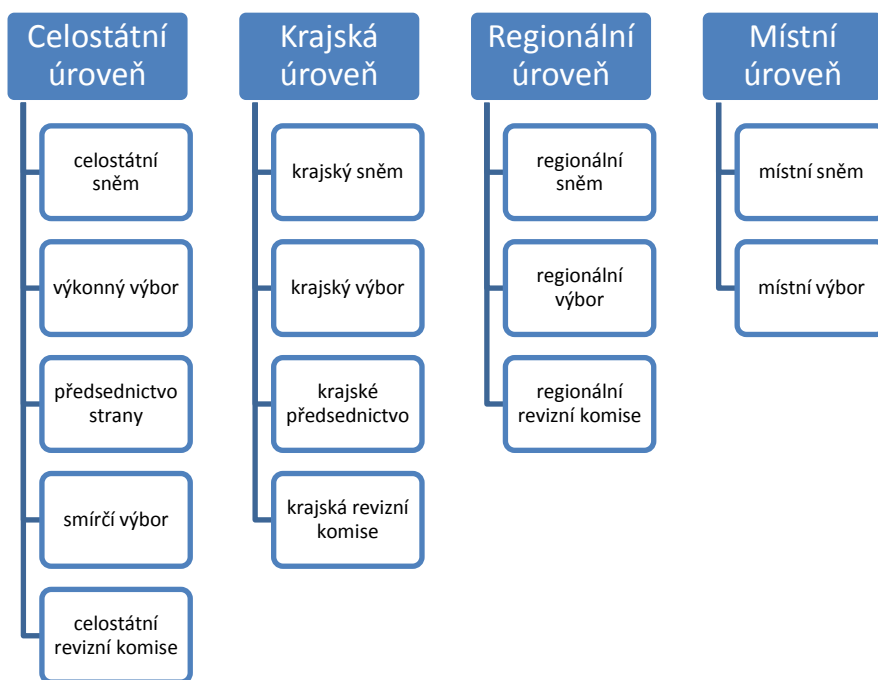 Celostátní
úroveň
celostátní
sněm
výkonný výbor
předsednictvo
strany
smírčí výbor
celostátní
revizní komise
Krajská
úroveň
krajský sněm
krajský výbor
krajské
předsednictvo
krajská revizní
komise
Regionální
úroveň
regionální
sněm
regionální
výbor
regionální
revizní komise
Místní
úroveň
místní sněm
místní výbor